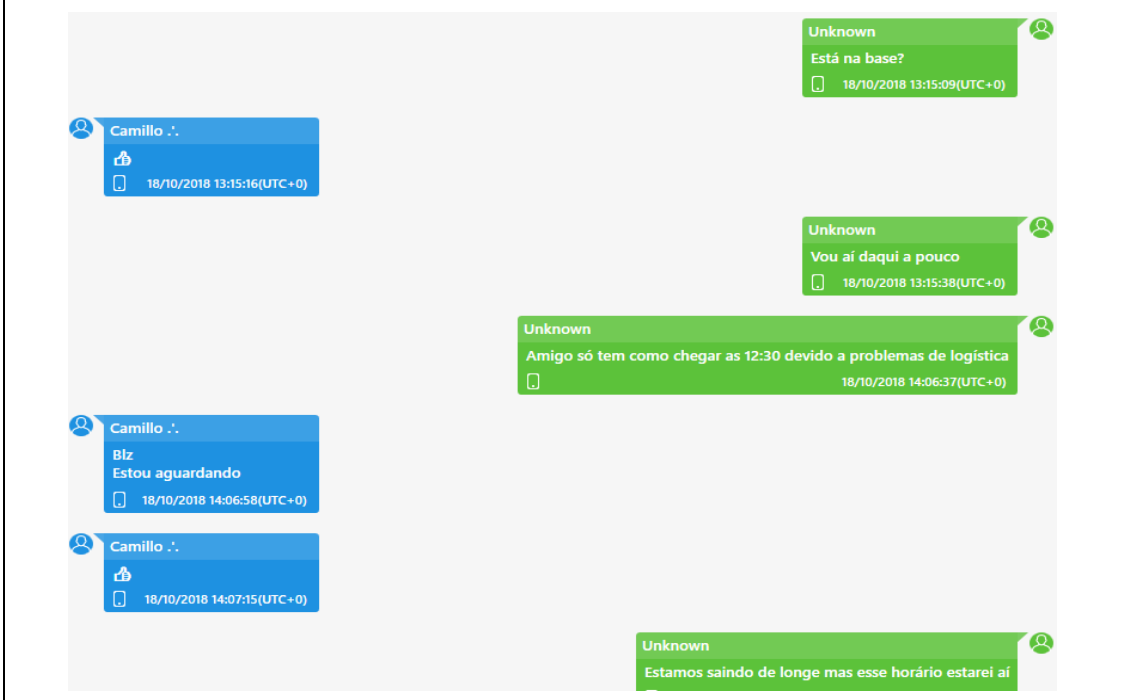 Unknown
Está na base?
18/10/2018 13:15:09(UTC+0)
Camillo .'.
👍
18/10/2018 13:15:16(UTC+0)
Unknown
Vou aí daqui a pouco
18/10/2018 13:15:38(UTC+0)
Unknown
Amigo só tem como chegar as 12:30 devido a problemas de logística
18/10/2018 14:06:37(UTC+0)
Camillo .'.
Blz
Estou aguardando
18/10/2018 14:06:58(UTC+0)
Camillo .'.
👍
18/10/2018 14:07:15(UTC+0)
Unknown
Estamos saindo de longe mas esse horário estarei aí